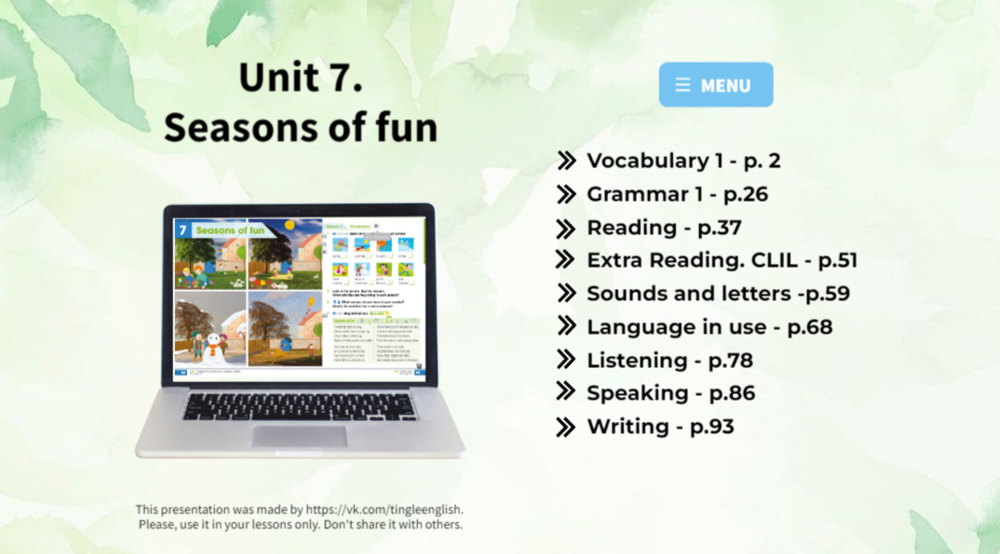 Unit 7.
Seasons of fun
MENU
Vocabulary 1 - p. 2
Grammar 1 - p.26
Reading - p.37
Extra Reading. CLIL - p.51
Sounds and letters -p.59
Language in use - p.68
Listening - p.78
Speaking - p.86
Writing - p.93
7 Seasons of fun
This presentation was made by https://vk.com/tingleenglish.
Please, use it in your lessons only. Don't share it with others.